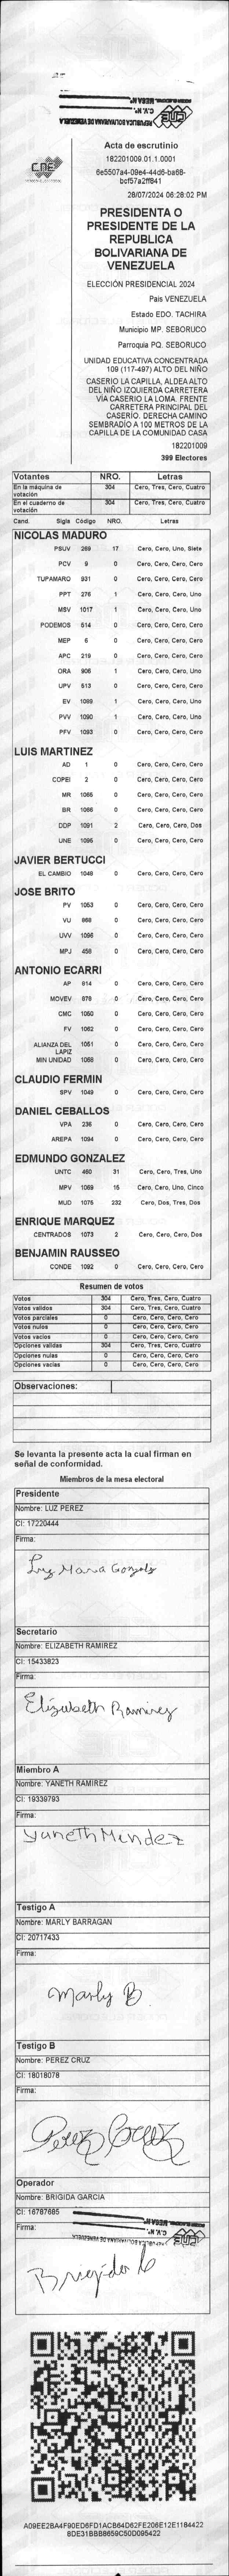 REPUBLICA BOLIVARIANA DE VENEZUELA
C.V. Nº.
MESA Nº
CNE
CNE
Acta de escrutinio
182201009.01.1.0001
6e5507a4-09e4-44d6-ba68-
bcf57a2ff841
28/07/2024 06:28:02 PM
PRESIDENTA O
PRESIDENTE DE LA
REPUBLICA
BOLIVARIANA DE
VENEZUELA
ELECCIÓN PRESIDENCIAL 2024
Pais VENEZUELA
Estado EDO. TACHIRA
Municipio MP. SEBORUCO
Parroquia PQ. SEBORUCO
UNIDAD EDUCATIVA CONCENTRADA
109 (117-497) ALTO DEL NIÑO
CASERIO LA CAPILLA, ALDEA ALTO
DEL NIÑO IZQUIERDA CARRETERA
VIA CASERIO LA LOMA. FRENTE
CARRETERA PRINCIPAL DEL
CASERIO. DERECHA CAMINO
SEMBRADIO A 100 METROS DE LA
CAPILLA DE LA COMUNIDAD CASA
182201009
399 Electores
Votantes NRO. Letras
En la máquina de votación 304 Cero, Tres, Cero, Cuatro
En el cuaderno de votación 304 Cero, Tres, Cero, Cuatro
Cand. Sigla Código NRO. Letras
NICOLAS MADURO
PSUV 289 17 Cero, Cero, Uno, Siete
PCV 9 0 Cero, Cero, Cero, Cero
TUPAMARO 931 0 Cero, Cero, Cero, Cero
PPT 276 1 Cero, Cero, Cero, Uno
MSV 1017 1 Cero, Cero, Cero, Uno
PODEMOS 514 0 Cero, Cero, Cero, Cero
MEP 6 0 Cero, Cero, Cero, Cero
APC 219 0 Cero, Cero, Cero, Cero
ORA 906 1 Cero, Cero, Cero, Uno
UPV 513 0 Cero, Cero, Cero, Cero
EV 1089 1 Cero, Cero, Cero, Uno
PVV 1090 1 Cero, Cero, Cero, Uno
PFV 1093 0 Cero, Cero, Cero, Cero
LUIS MARTINEZ
AD 1 0 Cero, Cero, Cero, Cero
COPEI 2 0 Cero, Cero, Cero, Cero
MR 1065 0 Cero, Cero, Cero, Cero
BR 1066 0 Cero, Cero, Cero, Cero
DDP 1091 2 Cero, Cero, Cero, Dos
UNE 1095 0 Cero, Cero, Cero, Cero
JAVIER BERTUCCI
EL CAMBIO 1048 0 Cero, Cero, Cero, Cero
JOSE BRITO
PV 1053 0 Cero, Cero, Cero, Cero
VU 868 0 Cero, Cero, Cero, Cero
UVV 1096 0 Cero, Cero, Cero, Cero
MPJ 458 0 Cero, Cero, Cero, Cero
ANTONIO ECARRI
AP 814 0 Cero, Cero, Cero, Cero
MOVEV 878 0 Cero, Cero, Cero, Cero
CMC 1050 0 Cero, Cero, Cero, Cero
FV 1062 0 Cero, Cero, Cero, Cero
ALIANZA DEL LAPIZ 1051 0 Cero, Cero, Cero, Cero
MIN UNIDAD 1068 0 Cero, Cero, Cero, Cero
CLAUDIO FERMIN
SPV 1049 0 Cero, Cero, Cero, Cero
DANIEL CEBALLOS
VPA 236 0 Cero, Cero, Cero, Cero
AREPA 1094 0 Cero, Cero, Cero, Cero
EDMUNDO GONZALEZ
UNTC 460 31 Cero, Cero, Tres, Uno
MPV 1069 15 Cero, Cero, Uno, Cinco
MUD 1075 232 Cero, Dos, Tres, Dos
ENRIQUE MARQUEZ
CENTRADOS 1073 2 Cero, Cero, Cero, Dos
BENJAMIN RAUSSEO
CONDE 1092 0 Cero, Cero, Cero, Cero
Resumen de votos
Votos 304 Cero, Tres, Cero, Cuatro
Votos validos 304 Cero, Tres, Cero, Cuatro
Votos parciales 0 Cero, Cero, Cero, Cero
Votos nulos 0 Cero, Cero, Cero, Cero
Votos vacios 0 Cero, Cero, Cero, Cero
Opciones validas 304 Cero, Tres, Cero, Cuatro
Opciones nulas 0 Cero, Cero, Cero, Cero
Opciones vacias 0 Cero, Cero, Cero, Cero
Observaciones:
Se levanta la presente acta la cual firman en
señal de conformidad.
Miembros de la mesa electoral
Presidente
Nombre: LUZ PEREZ
CI: 17220444
Firma:
Luz Maria Gonzalz
Secretario
Nombre: ELIZABETH RAMIREZ
CI: 15433823
Firma:
Elizabeth Ramirez
Miembro A
Nombre: YANETH RAMIREZ
CI: 19339793
Firma:
Yaneth Mendez
Testigo A
Nombre: MARLY BARRAGAN
CI: 20717433
Firma:
Marly B
Testigo B
Nombre: PEREZ CRUZ
CI: 18018078
Firma:
Perez Cruz
Operador
Nombre: BRIGIDA GARCIA
CI: 16787685
Firma:
MESA Nº
C.V. Nº.
REPUBLICA BOLIVARIANA DE VENEZUELA
CNE
Brigida G
A09EE2BA4F90ED6FD1ACB64D62FE206E12E1184422
8DE31BBB8659C50D095422